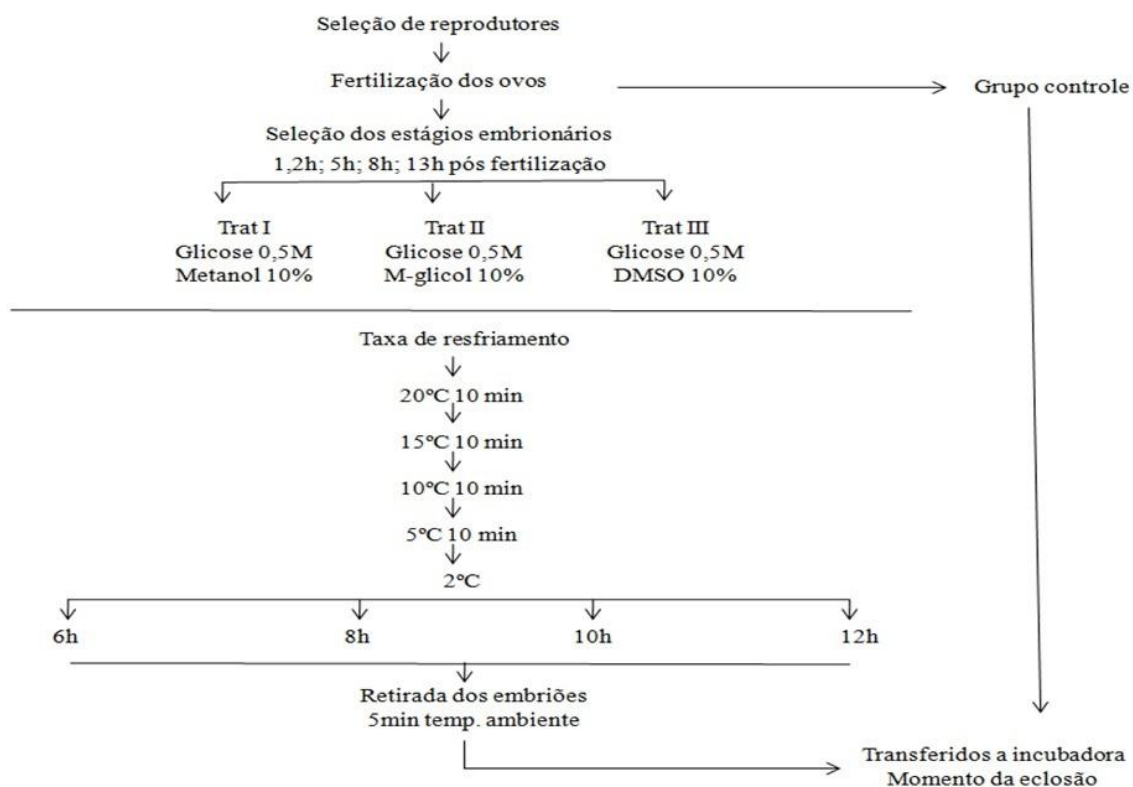 Seleção de reprodutores
Fertilização dos ovos
Grupo controle
Seleção dos estágios embrionários
1,2h; 5h; 8h; 13h pós fertilização
Trat I
Glicose 0,5M
Metanol 10%
Trat II
Glicose 0,5M
M-glicol 10%
Trat III
Glicose 0,5M
DMSO 10%
Taxa de resfriamento
20ºC 10 min
15ºC 10 min
10ºC 10 min
5ºC 10 min
2ºC
6h
8h
10h
12h
Retirada dos embriões
5min temp. ambiente
Transferidos a incubadora
Momento da eclosão